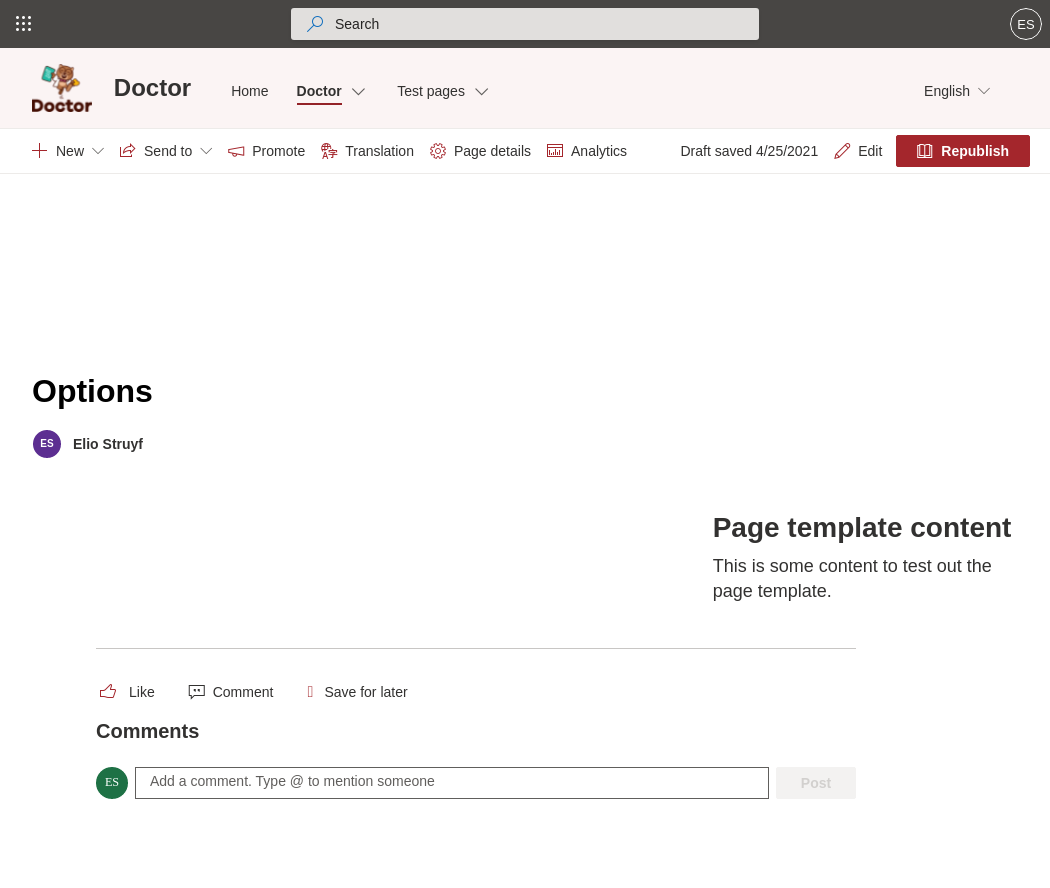 Search
ES
Doctor
Doctor
Home
Doctor
Test pages
English
New
Send to
Promote
Translation
Page details
Analytics
Draft saved 4/25/2021
Edit
Republish
Options
ES
Elio Struyf
Page template content
This is some content to test out the
page template.
Like
Comment
Save for later
Comments
ES
Add a comment. Type @ to mention someone
Post